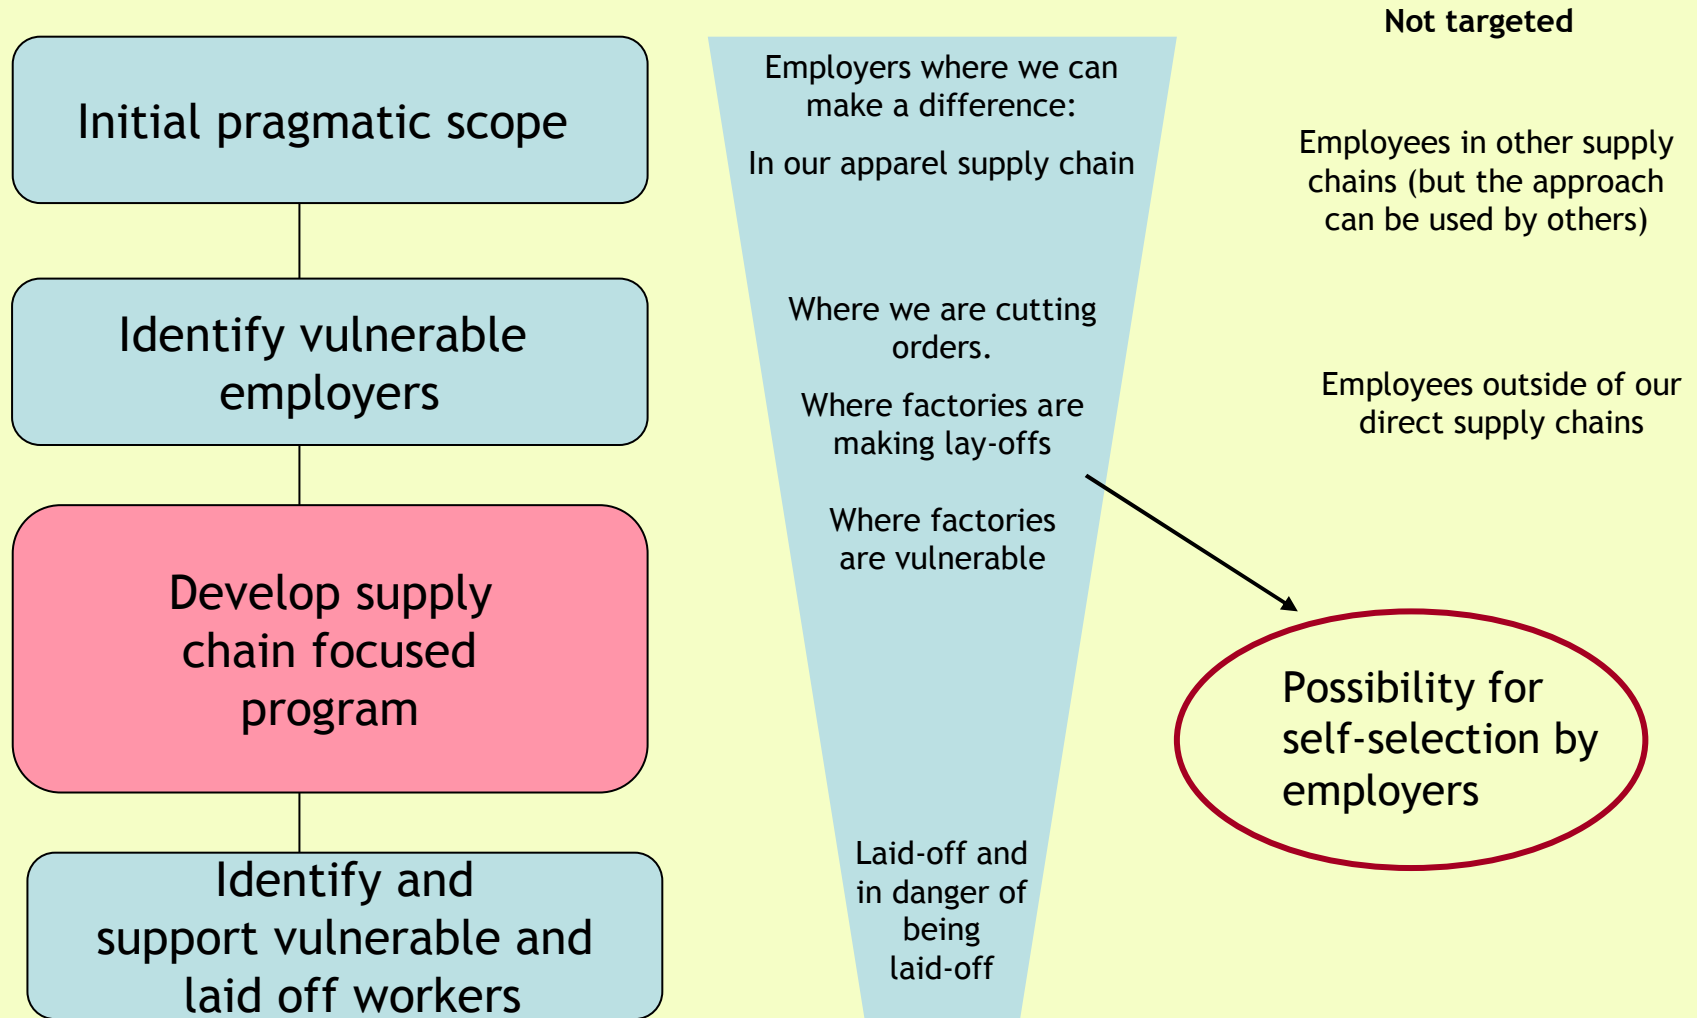 Initial pragmatic scope
Identify vulnerable
employers
Develop supply
chain focused
program
Identify and
support vulnerable and
laid off workers
Employers where we can
make a difference:
In our apparel supply chain
Where we are cutting
orders.
Where factories are
making lay-offs
Where factories
are vulnerable
Laid-off and
in danger of
being
laid-off
Not targeted
Employees in other supply
chains (but the approach
can be used by others)
Employees outside of our
direct supply chains
Possibility for
self-selection by
employers